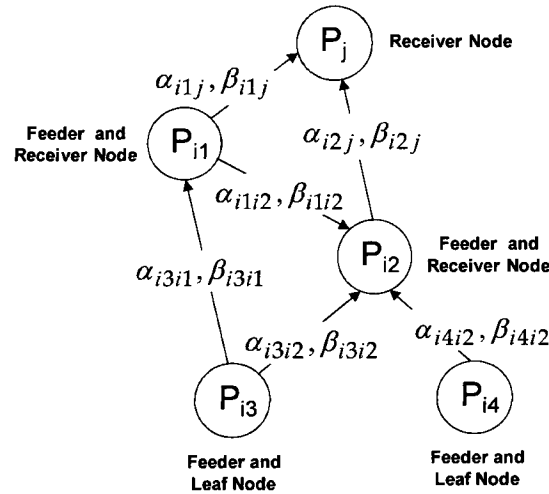 P_j
Receiver Node
α_{i1j}, β_{i1j}
Feeder and
Receiver Node
P_{i1}
α_{i2j}, β_{i2j}
α_{i1i2}, β_{i1i2}
P_{i2}
Feeder and
Receiver Node
α_{i3i1}, β_{i3i1}
α_{i3i2}, β_{i3i2}
α_{i4i2}, β_{i4i2}
P_{i3}
P_{i4}
Feeder and
Leaf Node
Feeder and
Leaf Node